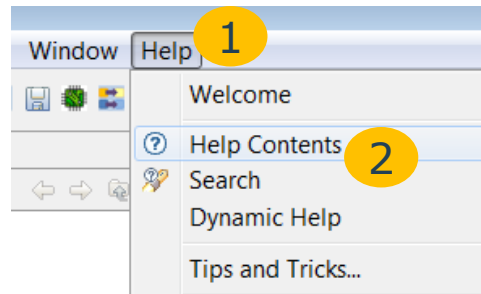 Window Help 1
Welcome
Help Contents 2
Search
Dynamic Help
Tips and Tricks...